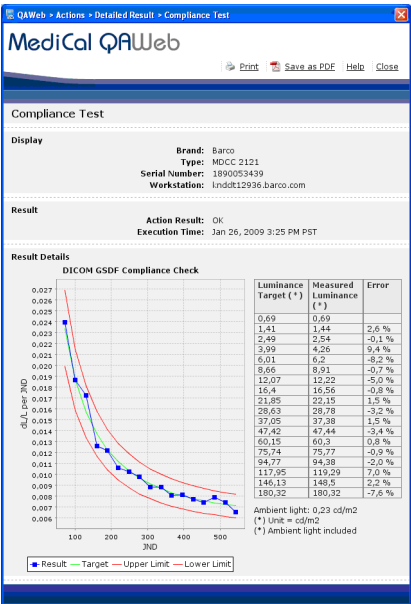 QAWeb > Actions > Detailed Result > Compliance Test
MediCal QAWeb
Print Save as PDF Help Close
Compliance Test
Display
Brand: Barco
Type: MDCC 2121
Serial Number: 1890053439
Workstation: knddt12936.barco.com
Result
Action Result: OK
Execution Time: Jan 26, 2009 3:25 PM PST
Result Details
DICOM GSDF Compliance Check
0.027
0.026
0.025
0.024
0.023
0.022
0.021
0.020
0.019
0.018
0.017
0.016
0.015
0.014
0.013
0.012
0.011
0.010
0.009
0.008
0.007
0.006
dL/L per JND
100 200 300 400 500
JND
Result Target Upper Limit Lower Limit
Luminance Target (*) Measured Luminance (*) Error
0,69 0,69
1,41 1,44 2,6 %
2,49 2,54 -0,1 %
3,99 4,26 9,4 %
6,01 6,2 -8,2 %
8,66 8,91 -0,7 %
12,07 12,22 -5,0 %
16,4 16,56 -0,8 %
21,85 22,15 1,5 %
28,63 28,78 -3,2 %
37,05 37,38 1,5 %
47,42 47,44 -3,4 %
60,15 60,3 0,8 %
75,74 75,77 -0,9 %
94,77 94,38 -2,0 %
117,95 119,29 7,0 %
146,13 148,5 2,2 %
180,32 180,32 -7,6 %
Ambient light: 0,23 cd/m2
(*) Unit = cd/m2
(*) Ambient light included